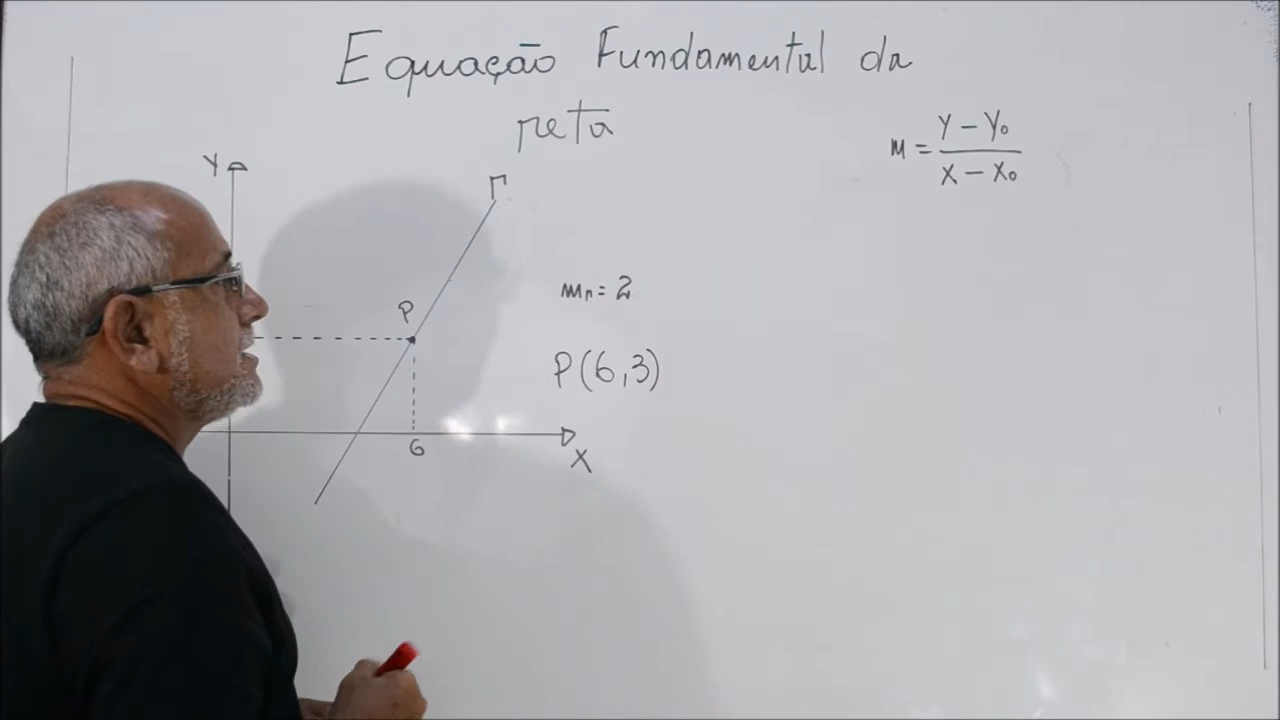 Equação Fundamental da
reta
m = y - y₀ / x - x₀
y
r
mᵣ = 2
P
P(6,3)
6
x